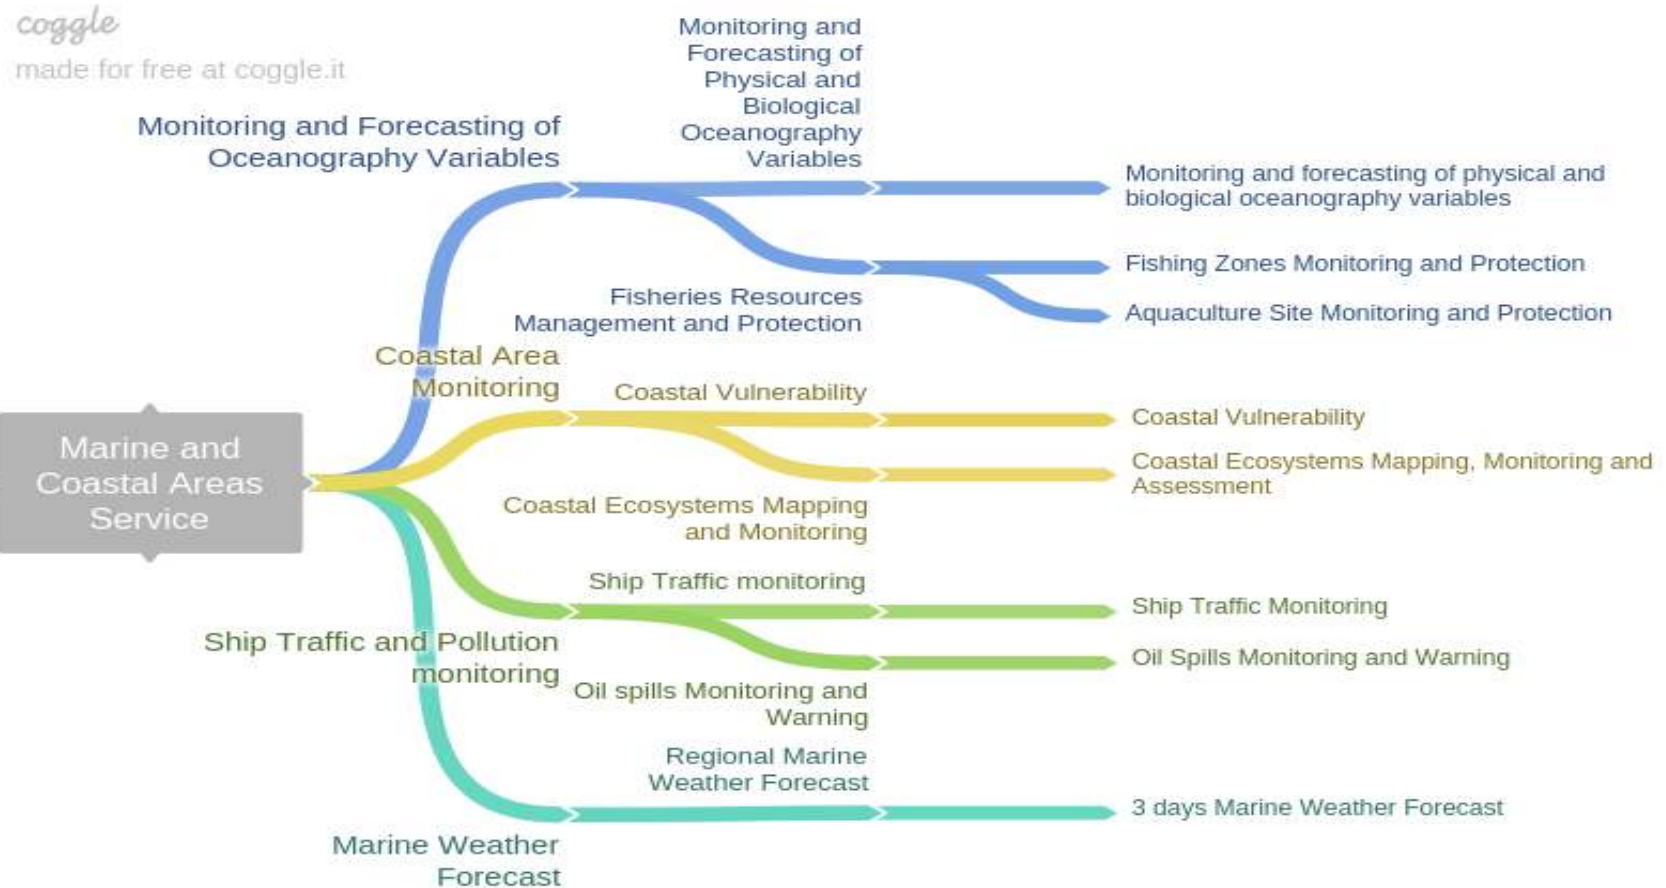 coggle
made for free at coggle.it
Marine and
Coastal Areas
Service
Monitoring and Forecasting of
Oceanography Variables
Monitoring and
Forecasting of
Physical and
Biological
Oceanography
Variables
Monitoring and forecasting of physical and
biological oceanography variables
Fisheries Resources
Management and Protection
Fishing Zones Monitoring and Protection
Aquaculture Site Monitoring and Protection
Coastal Area
Monitoring
Coastal Vulnerability
Coastal Vulnerability
Coastal Ecosystems Mapping
and Monitoring
Coastal Ecosystems Mapping, Monitoring and
Assessment
Ship Traffic and Pollution
monitoring
Ship Traffic monitoring
Ship Traffic Monitoring
Oil spills Monitoring and
Warning
Oil Spills Monitoring and Warning
Marine Weather
Forecast
Regional Marine
Weather Forecast
3 days Marine Weather Forecast